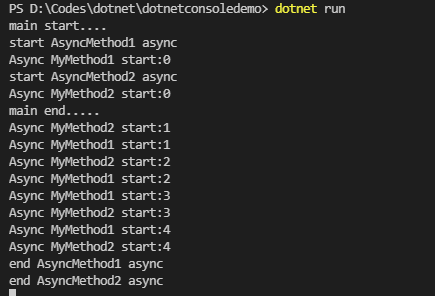 PS D:\Codes\dotnet\dotnetconsoledemo> dotnet run
main start....
start AsyncMethod1 async
Async MyMethod1 start:0
start AsyncMethod2 async
Async MyMethod2 start:0
main end.....
Async MyMethod2 start:1
Async MyMethod1 start:1
Async MyMethod2 start:2
Async MyMethod1 start:2
Async MyMethod1 start:3
Async MyMethod2 start:3
Async MyMethod1 start:4
Async MyMethod2 start:4
end AsyncMethod1 async
end AsyncMethod2 async